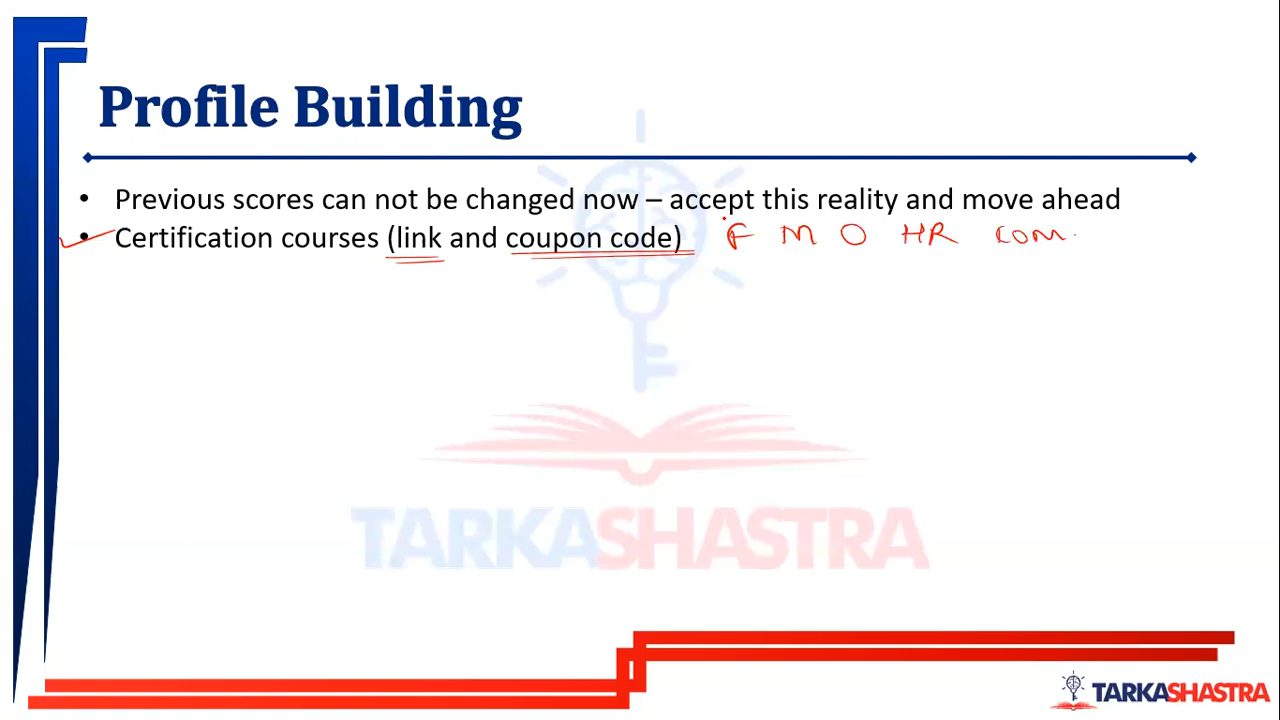 Profile Building
• Previous scores can not be changed now – accept this reality and move ahead
• Certification courses (link and coupon code) F M O HR com.
TARKASHASTRA
TARKASHASTRA